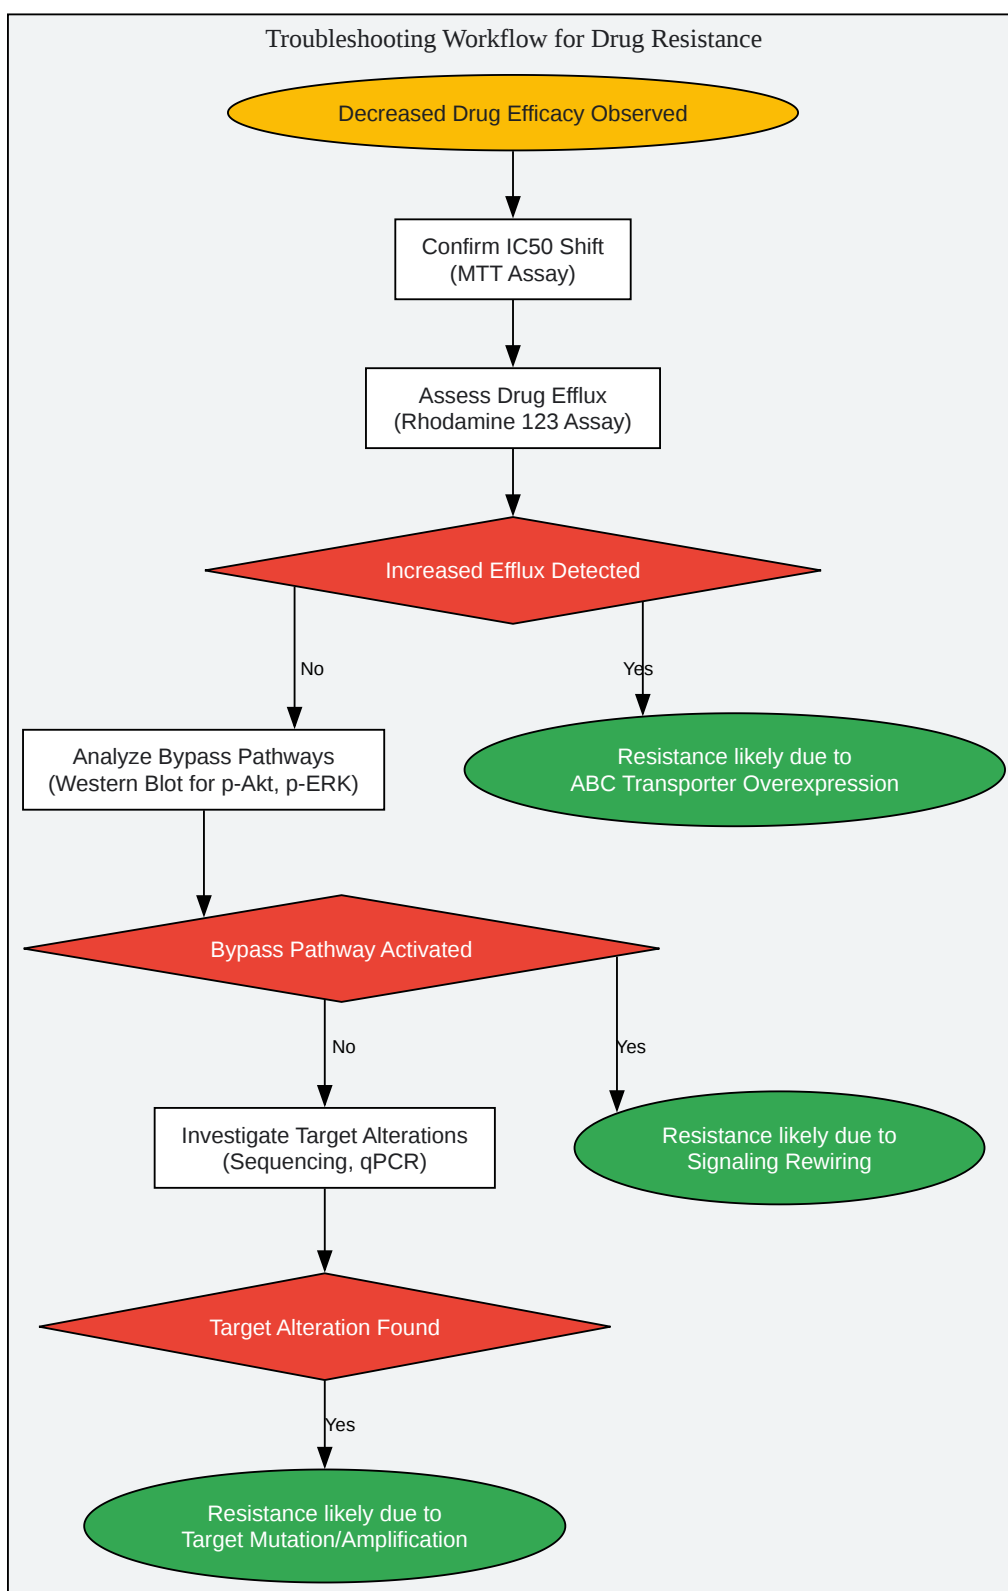 Troubleshooting Workflow for Drug Resistance
Decreased Drug Efficacy Observed
Confirm IC50 Shift
(MTT Assay)
Assess Drug Efflux
(Rhodamine 123 Assay)
Increased Efflux Detected
No
Yes
Analyze Bypass Pathways
(Western Blot for p-Akt, p-ERK)
Resistance likely due to
ABC Transporter Overexpression
Bypass Pathway Activated
No
Yes
Investigate Target Alterations
(Sequencing, qPCR)
Resistance likely due to
Signaling Rewiring
Target Alteration Found
Yes
Resistance likely due to
Target Mutation/Amplification